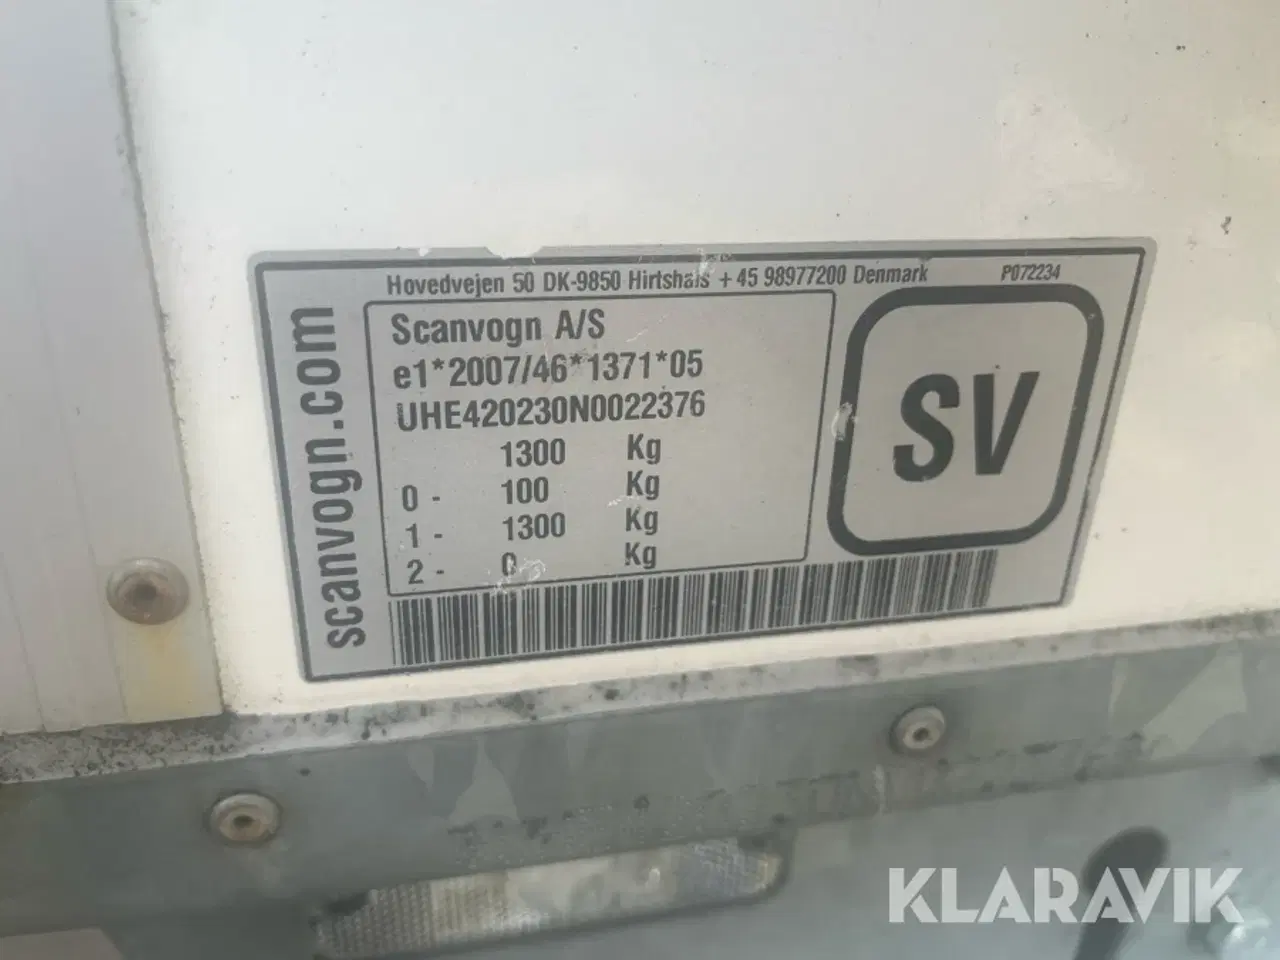 Hovedvejen 50 DK-9850 Hirtshals + 45 98977200 Denmark P072234
scanvogn.com
Scanvogn A/S
e1*2007/46*1371*05
UHE420230N0022376
1300 Kg
0 - 100 Kg
1 - 1300 Kg
2 - 0 Kg
SV
KLARAVIK